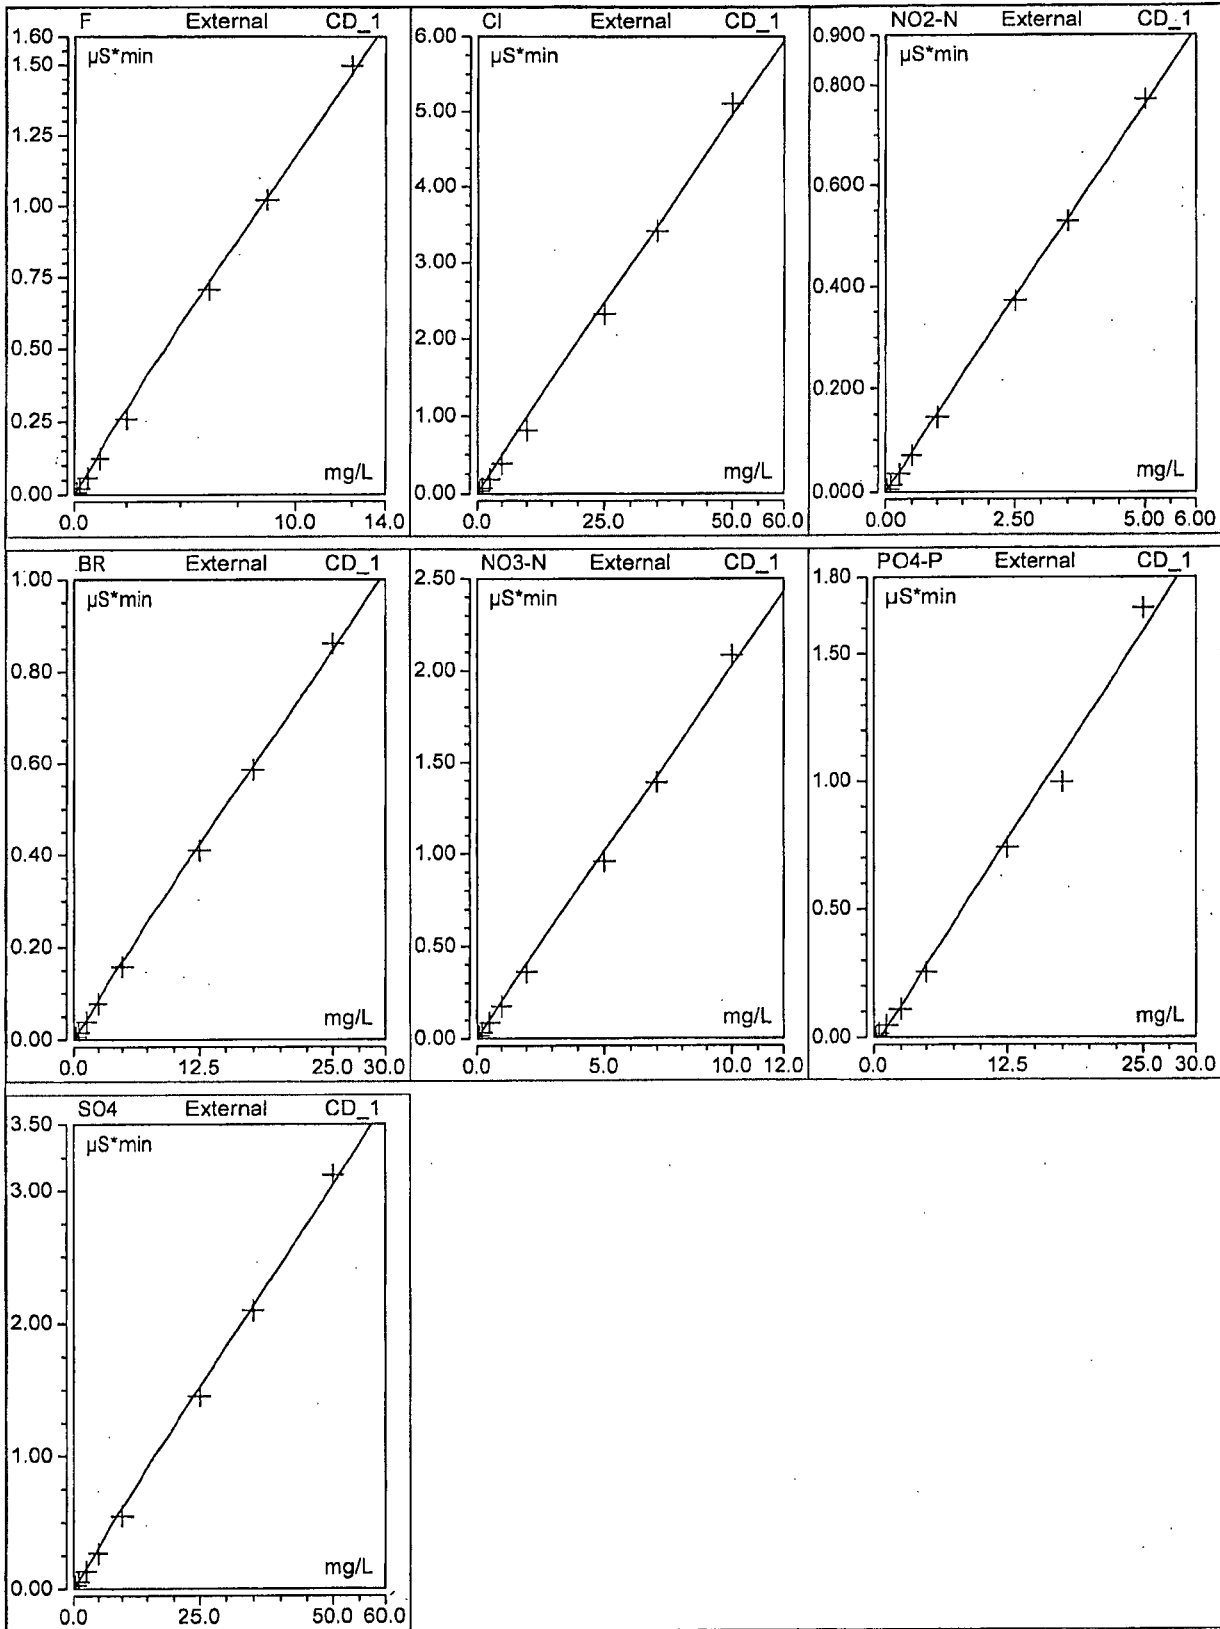 F External CD_1
µS*min
1.60
1.50
1.25
1.00
0.75
0.50
0.25
0.00
mg/L
0.0 10.0 14.0
Cl External CD_1
µS*min
6.00
5.00
4.00
3.00
2.00
1.00
0.00
mg/L
0.0 25.0 50.0 60.0
NO2-N External CD_1
µS*min
0.900
0.800
0.600
0.400
0.200
0.000
mg/L
0.00 2.50 5.00 6.00
BR External CD_1
µS*min
1.00
0.80
0.60
0.40
0.20
0.00
mg/L
0.0 12.5 25.0 30.0
NO3-N External CD_1
µS*min
2.50
2.00
1.50
1.00
0.50
0.00
mg/L
0.0 5.0 10.0 12.0
PO4-P External CD_1
µS*min
1.80
1.50
1.00
0.50
0.00
mg/L
0.0 12.5 25.0 30.0
SO4 External CD_1
µS*min
3.50
3.00
2.00
1.00
0.00
mg/L
0.0 25.0 50.0 60.0